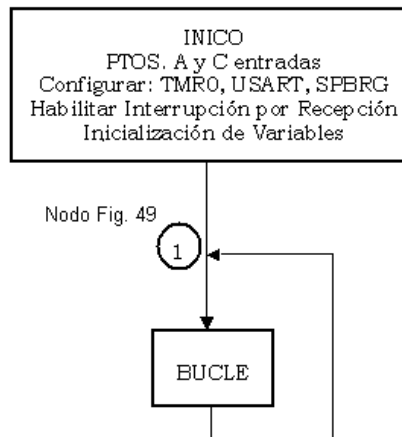 INICO
PTOS. A y C entradas
Configurar: TMR0, USART, SPBRG
Habilitar Interrupción por Recepción
Inicialización de Variables
Nodo Fig. 49
1
BUCLE